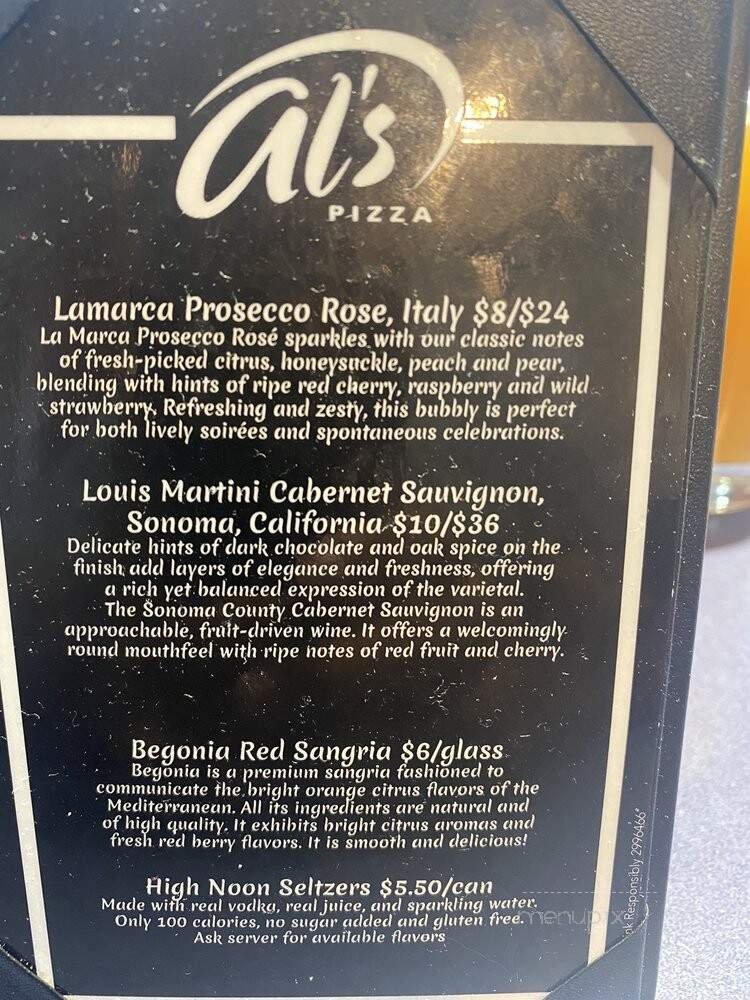 al's
PIZZA
Lamarca Prosecco Rose, Italy $8/$24
La Marca Prosecco Rosé sparkles with our classic notes
of fresh-picked citrus, honeysuckle, peach and pear,
blending with hints of ripe red cherry, raspberry and wild
strawberry. Refreshing and zesty, this bubbly is perfect
for both lively soirées and spontaneous celebrations.
Louis Martini Cabernet Sauvignon,
Sonoma, California $10/$36
Delicate hints of dark chocolate and oak spice on the
finish add layers of elegance and freshness, offering
a rich yet balanced expression of the varietal.
The Sonoma County Cabernet Sauvignon is an
approachable, fruit-driven wine. It offers a welcomingly
round mouthfeel with ripe notes of red fruit and cherry.
Begonia Red Sangria $6/glass
Begonia is a premium sangria fashioned to
communicate the bright orange citrus flavors of the
Mediterranean. All its ingredients are natural and
of high quality. It exhibits bright citrus aromas and
fresh red berry flavors. It is smooth and delicious!
High Noon Seltzers $5.50/can
Made with real vodka, real juice, and sparkling water.
Only 100 calories, no sugar added and gluten free.
Ask server for available flavors
menupix
Responsibly 2996466*